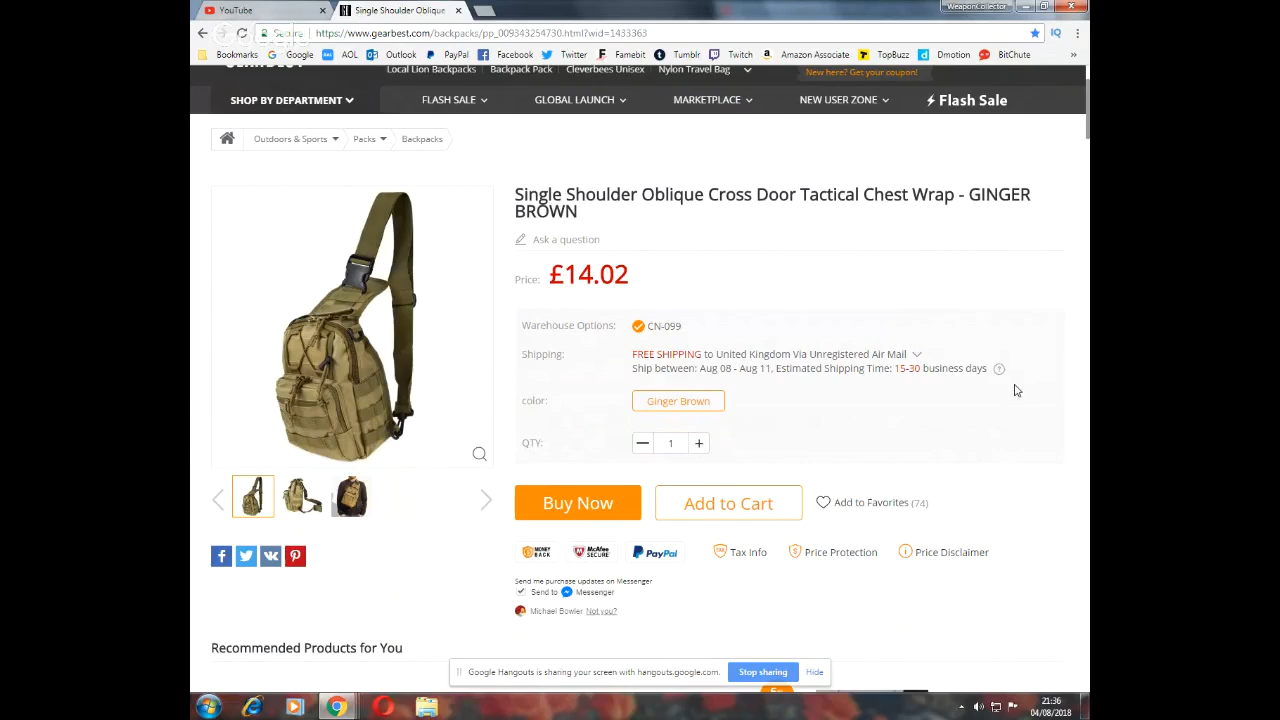 YouTube
Single Shoulder Oblique
WeaponCollector
Secure https://www.gearbest.com/backpacks/pp_009343254730.html?wid=1433363
Bookmarks Google AOL Outlook PayPal Facebook Twitter Famebit Tumblr Twitch Amazon Associate TopBuzz Dmotion BitChute
Local Lion Backpacks Backpack Pack Cleverbees Unisex Nylon Travel Bag New here? Get your coupon!
SHOP BY DEPARTMENT FLASH SALE GLOBAL LAUNCH MARKETPLACE NEW USER ZONE Flash Sale
Outdoors & Sports Packs Backpacks
Single Shoulder Oblique Cross Door Tactical Chest Wrap - GINGER
BROWN
Ask a question
Price: £14.02
Warehouse Options: CN-099
Shipping: FREE SHIPPING to United Kingdom Via Unregistered Air Mail
Ship between: Aug 08 - Aug 11, Estimated Shipping Time: 15-30 business days ?
color: Ginger Brown
QTY: 1
Buy Now Add to Cart Add to Favorites (74)
MONEY BACK McAfee SECURE PayPal Tax Info Price Protection Price Disclaimer
Send me purchase updates on Messenger
Send to Messenger
Michael Bowler Not you?
Recommended Products for You
Google Hangouts is sharing your screen with hangouts.google.com. Stop sharing Hide
21:36
04/08/2018